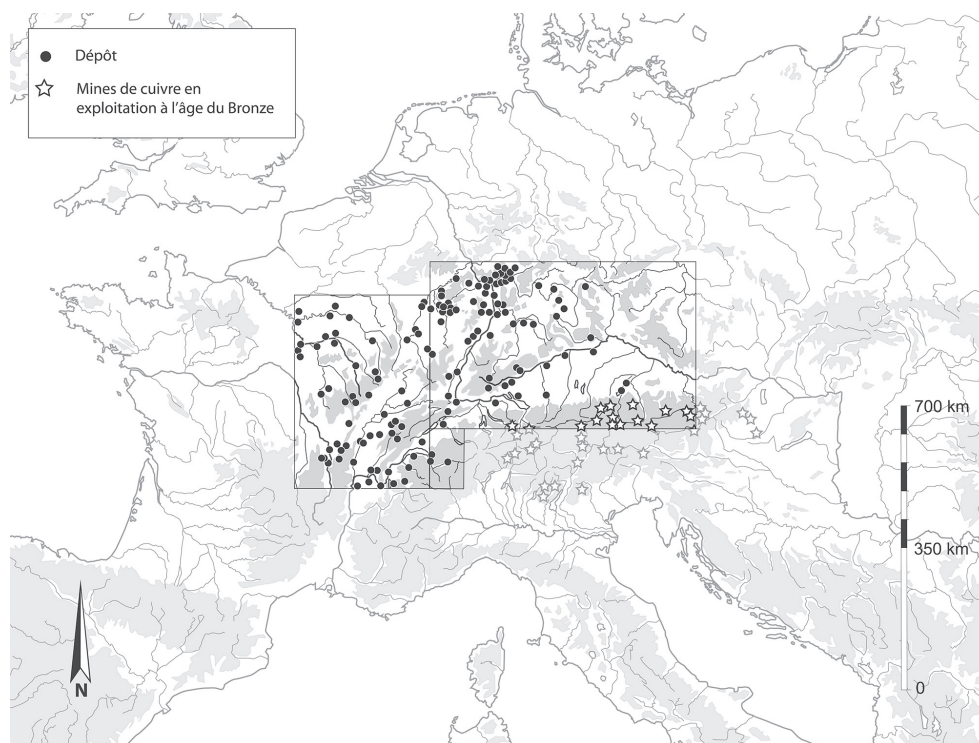 Dépôt
Mines de cuivre en
exploitation à l'âge du Bronze
700 km
350 km
0
N